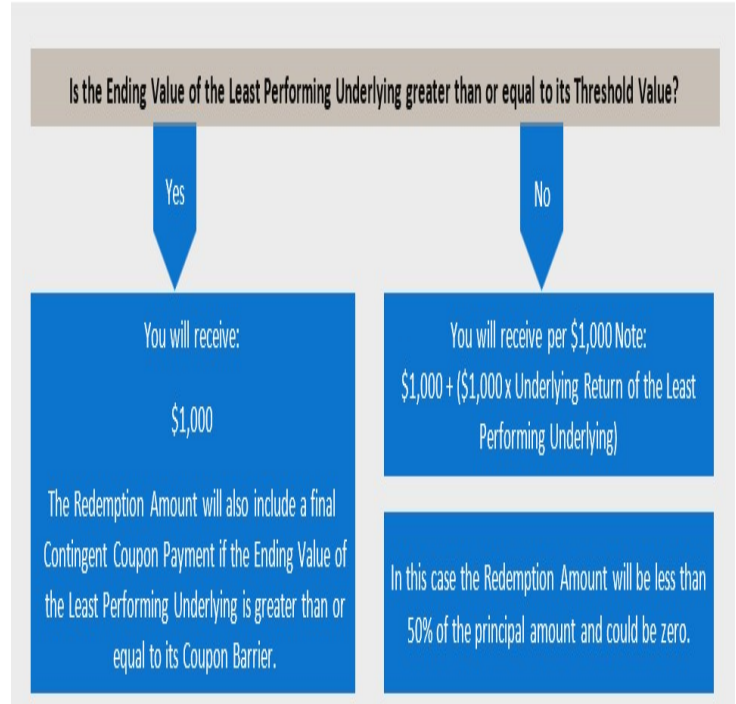 Is the Ending Value of the Least Performing Underlying greater than or equal to its Threshold Value?
Yes
No
You will receive:
$1,000
The Redemption Amount will also include a final
Contingent Coupon Payment if the Ending Value of
the Least Performing Underlying is greater than or
equal to its Coupon Barrier.
You will receive per $1,000 Note:
$1,000 + ($1,000 x Underlying Return of the Least
Performing Underlying)
In this case the Redemption Amount will be less than
50% of the principal amount and could be zero.